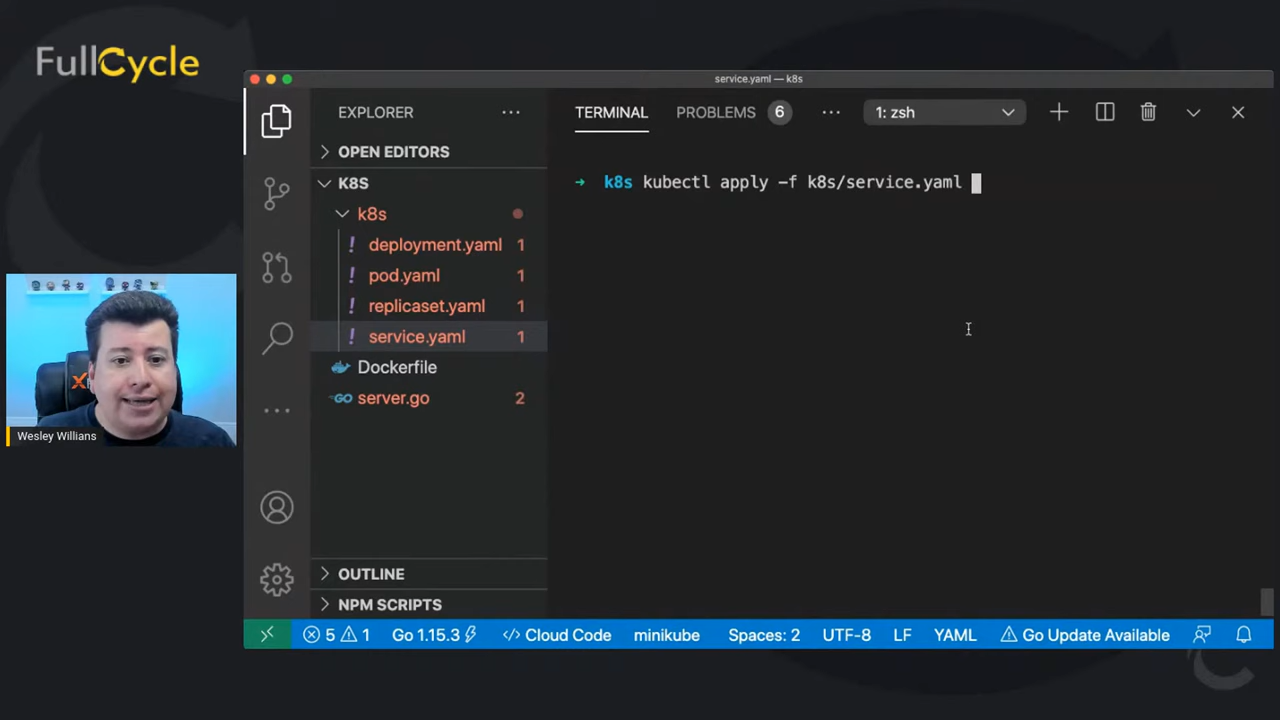 FullCycle
service.yaml — k8s
EXPLORER ...
TERMINAL PROBLEMS 6 ... 1: zsh
OPEN EDITORS
K8S
k8s
! deployment.yaml 1
! pod.yaml 1
! replicaset.yaml 1
! service.yaml 1
Dockerfile
GO server.go 2
OUTLINE
NPM SCRIPTS
➜ k8s kubectl apply -f k8s/service.yaml
Wesley Willians
5 1 Go 1.15.3 </> Cloud Code minikube Spaces: 2 UTF-8 LF YAML Go Update Available